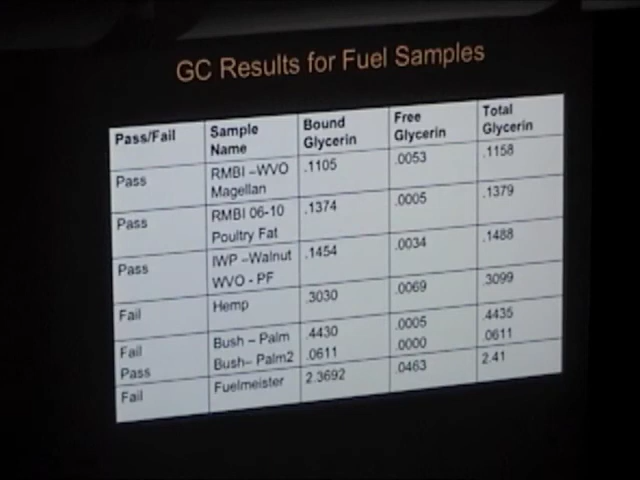 GC Results for Fuel Samples
Pass/Fail Sample Name Bound Glycerin Free Glycerin Total Glycerin
Pass RMBI –WVO Magellan .1105 .0053 .1158
Pass RMBI 06-10 Poultry Fat .1374 .0005 .1379
Pass IWP –Walnut WVO - PF .1454 .0034 .1488
Fail Hemp .3030 .0069 .3099
Fail Bush – Palm .4430 .0005 .4435
Pass Bush– Palm2 .0611 .0000 .0611
Fail Fuelmeister 2.3692 .0463 2.41